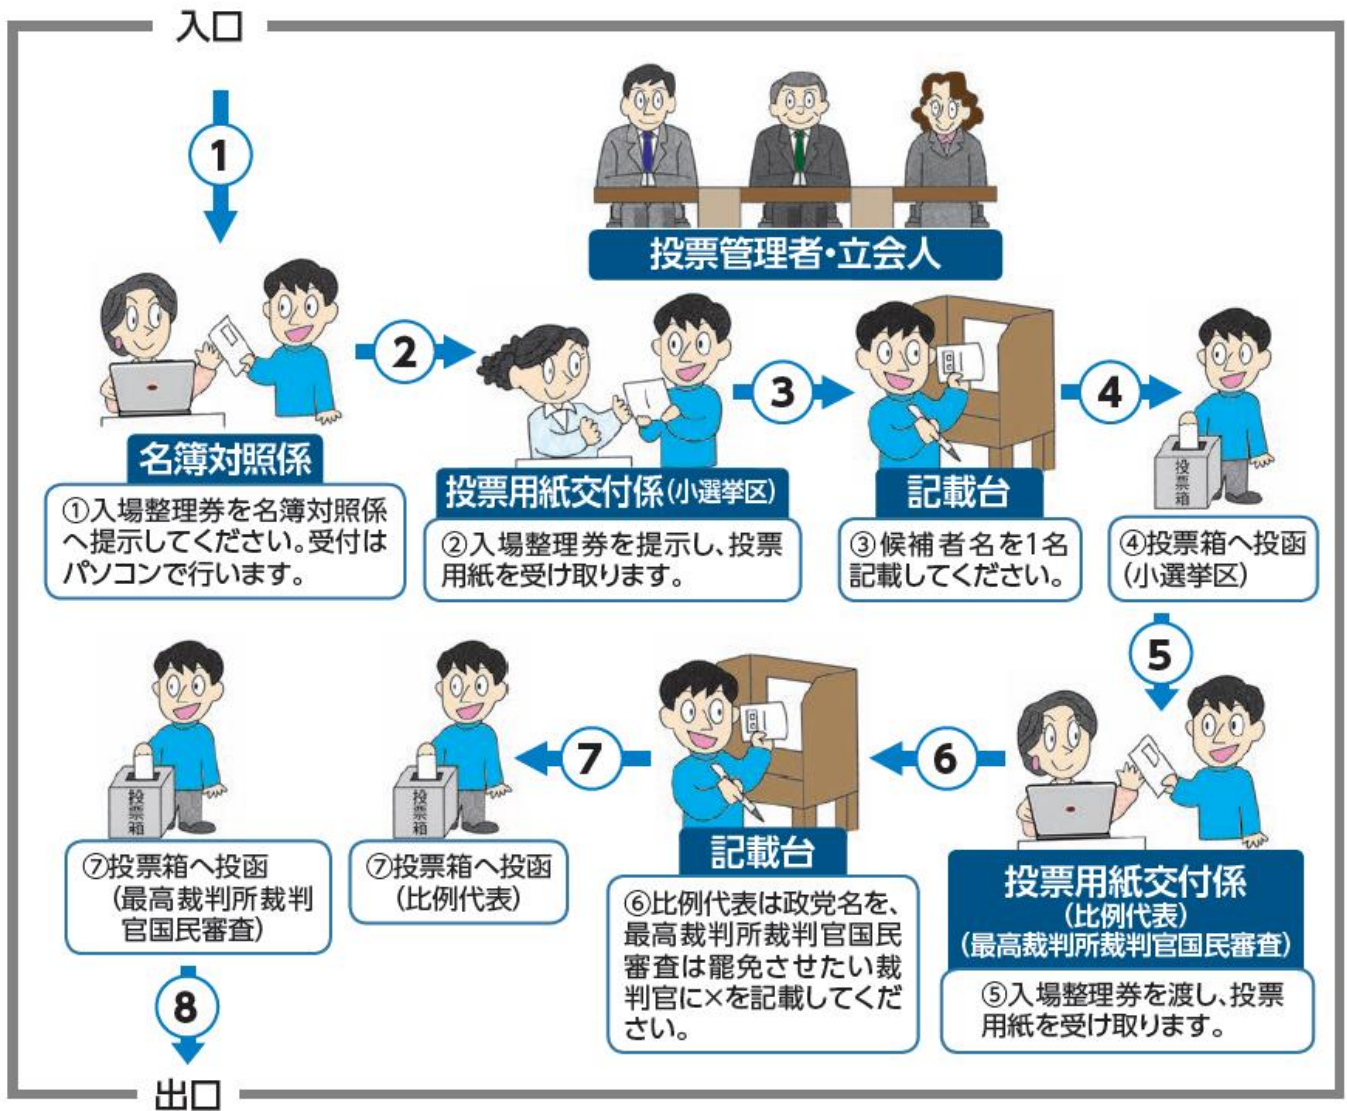 入口
1
投票管理者・立会人
2
3
4
名簿対照係
①入場整理券を名簿対照係
へ提示してください。受付は
パソコンで行います。
投票用紙交付係(小選挙区)
②入場整理券を提示し、投票
用紙を受け取ります。
記載台
③候補者名を1名
記載してください。
投票箱
④投票箱へ投函
(小選挙区)
5
投票用紙交付係
(比例代表)
(最高裁判所裁判官国民審査)
⑤入場整理券を渡し、投票
用紙を受け取ります。
6
記載台
⑥比例代表は政党名を、
最高裁判所裁判官国民
審査は罷免させたい裁
判官に×を記載してくだ
さい。
7
投票箱
⑦投票箱へ投函
(比例代表)
投票箱
⑦投票箱へ投函
(最高裁判所裁判
官国民審査)
8
出口